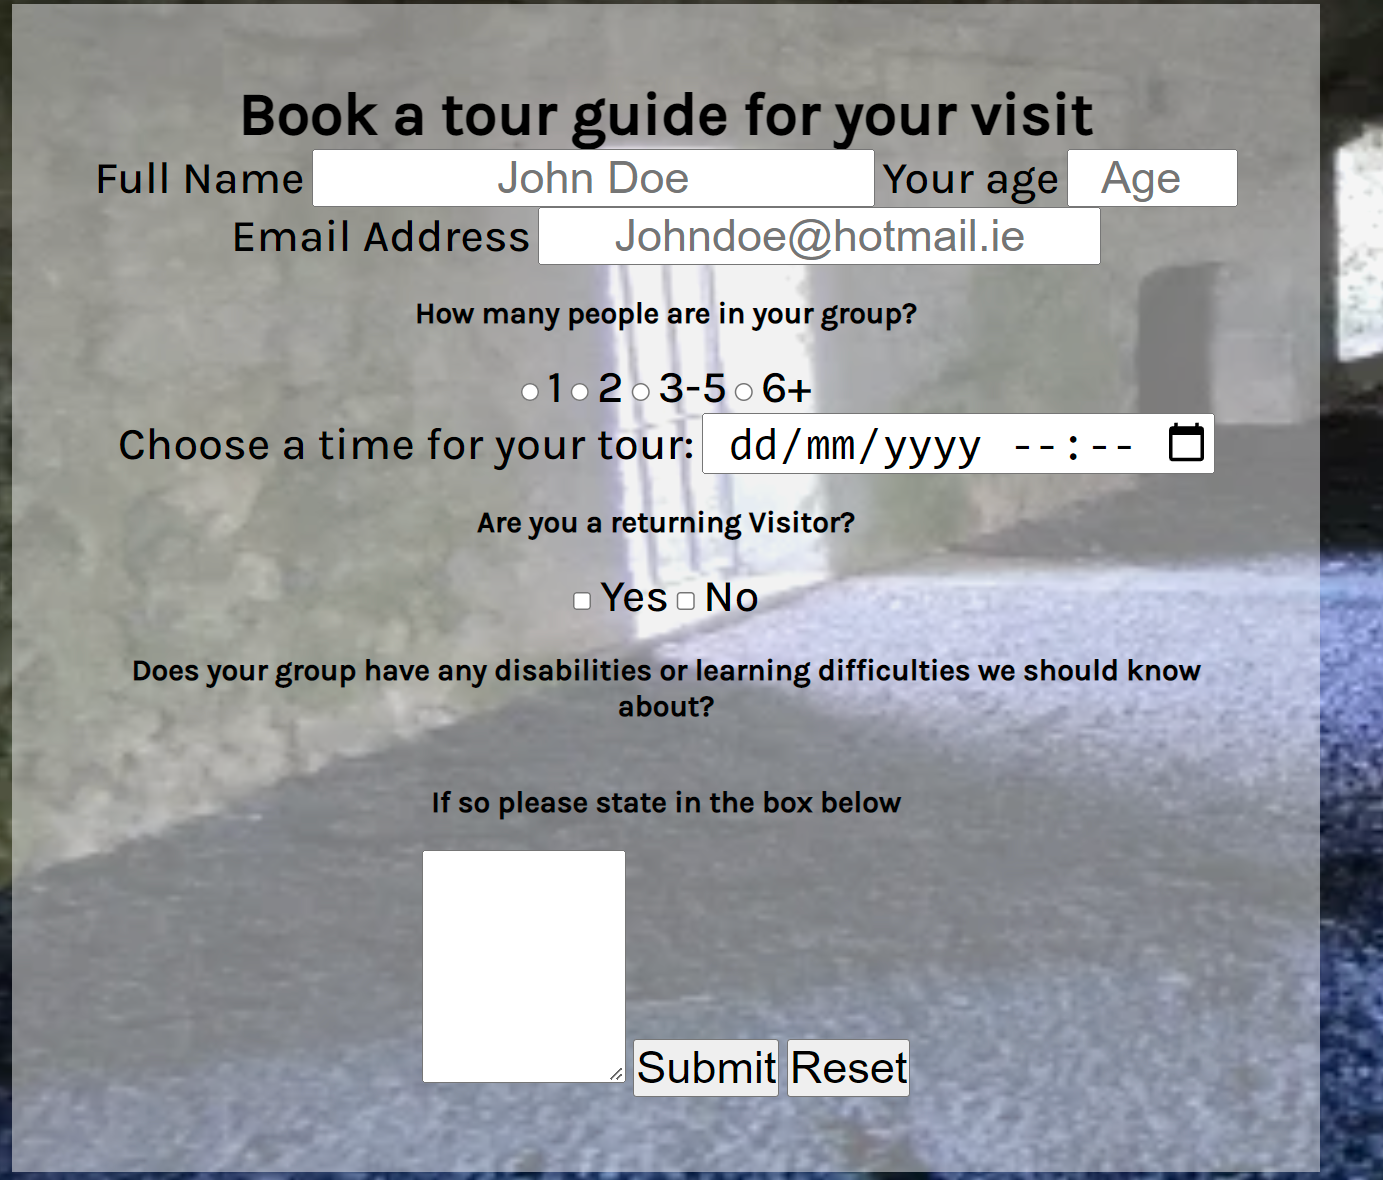 Book a tour guide for your visit
Full Name John Doe Your age Age
Email Address Johndoe@hotmail.ie
How many people are in your group?
1 2 3-5 6+
Choose a time for your tour: dd/mm/yyyy --:--
Are you a returning Visitor?
Yes No
Does your group have any disabilities or learning difficulties we should know
about?
If so please state in the box below
Submit Reset